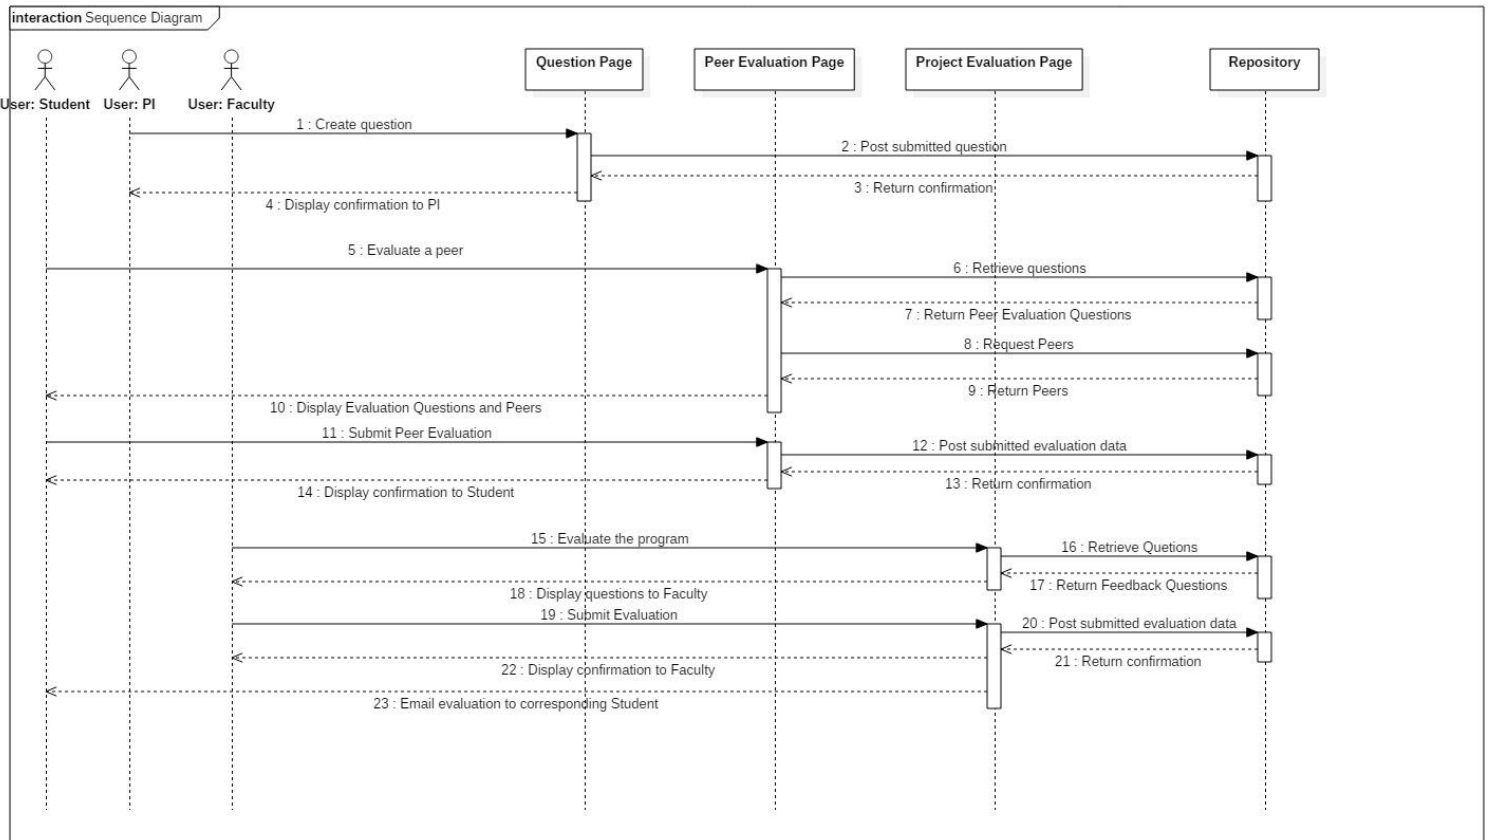 interaction Sequence Diagram
Question Page
Peer Evaluation Page
Project Evaluation Page
Repository
User: Student
User: PI
User: Faculty
1 : Create question
2 : Post submitted question
3 : Return confirmation
4 : Display confirmation to PI
5 : Evaluate a peer
6 : Retrieve questions
7 : Return Peer Evaluation Questions
8 : Request Peers
9 : Return Peers
10 : Display Evaluation Questions and Peers
11 : Submit Peer Evaluation
12 : Post submitted evaluation data
13 : Return confirmation
14 : Display confirmation to Student
15 : Evaluate the program
16 : Retrieve Quetions
17 : Return Feedback Questions
18 : Display questions to Faculty
19 : Submit Evaluation
20 : Post submitted evaluation data
21 : Return confirmation
22 : Display confirmation to Faculty
23 : Email evaluation to corresponding Student